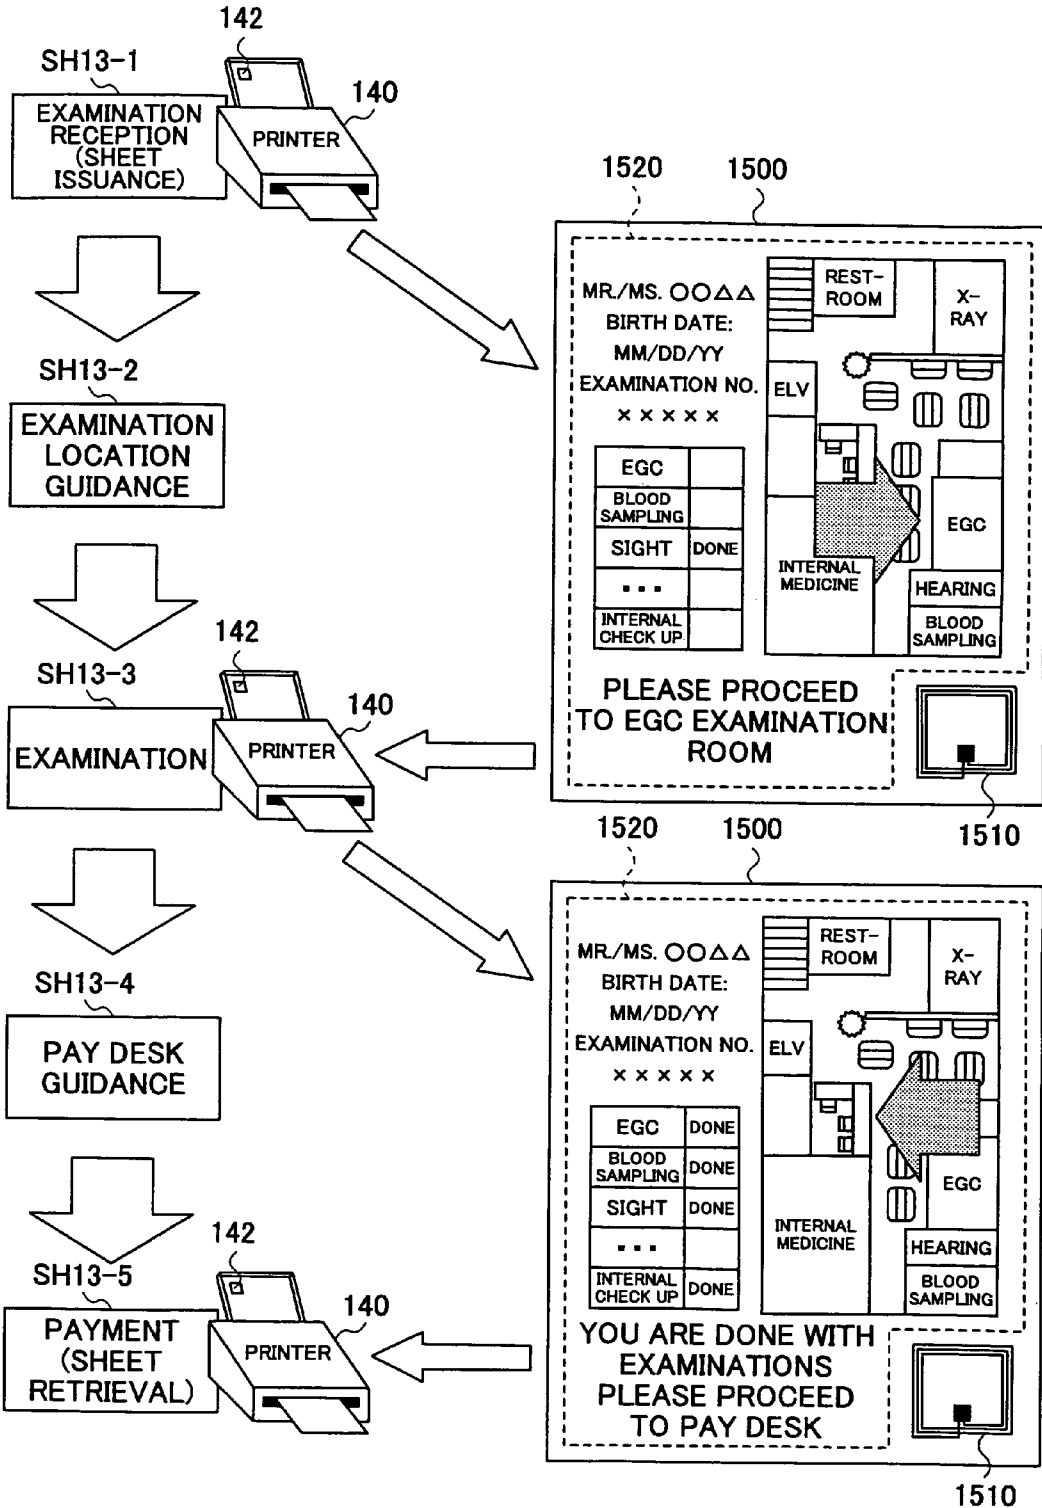 142
SH13-1
140
EXAMINATION
RECEPTION
(SHEET
ISSUANCE)
PRINTER
1520
1500
MR./MS. ○○△△
BIRTH DATE:
MM/DD/YY
EXAMINATION NO.
×××××
EGC
BLOOD
SAMPLING
SIGHT DONE
▪▪▪
INTERNAL
CHECK UP
REST-
ROOM
X-
RAY
ELV
EGC
INTERNAL
MEDICINE
HEARING
BLOOD
SAMPLING
PLEASE PROCEED
TO EGC EXAMINATION
ROOM
1510
SH13-2
EXAMINATION
LOCATION
GUIDANCE
142
SH13-3
140
EXAMINATION
PRINTER
1520
1500
MR./MS. ○○△△
BIRTH DATE:
MM/DD/YY
EXAMINATION NO.
×××××
EGC DONE
BLOOD
SAMPLING DONE
SIGHT DONE
▪▪▪
INTERNAL
CHECK UP DONE
REST-
ROOM
X-
RAY
ELV
EGC
INTERNAL
MEDICINE
HEARING
BLOOD
SAMPLING
YOU ARE DONE WITH
EXAMINATIONS
PLEASE PROCEED
TO PAY DESK
1510
SH13-4
PAY DESK
GUIDANCE
142
SH13-5
140
PAYMENT
(SHEET
RETRIEVAL)
PRINTER